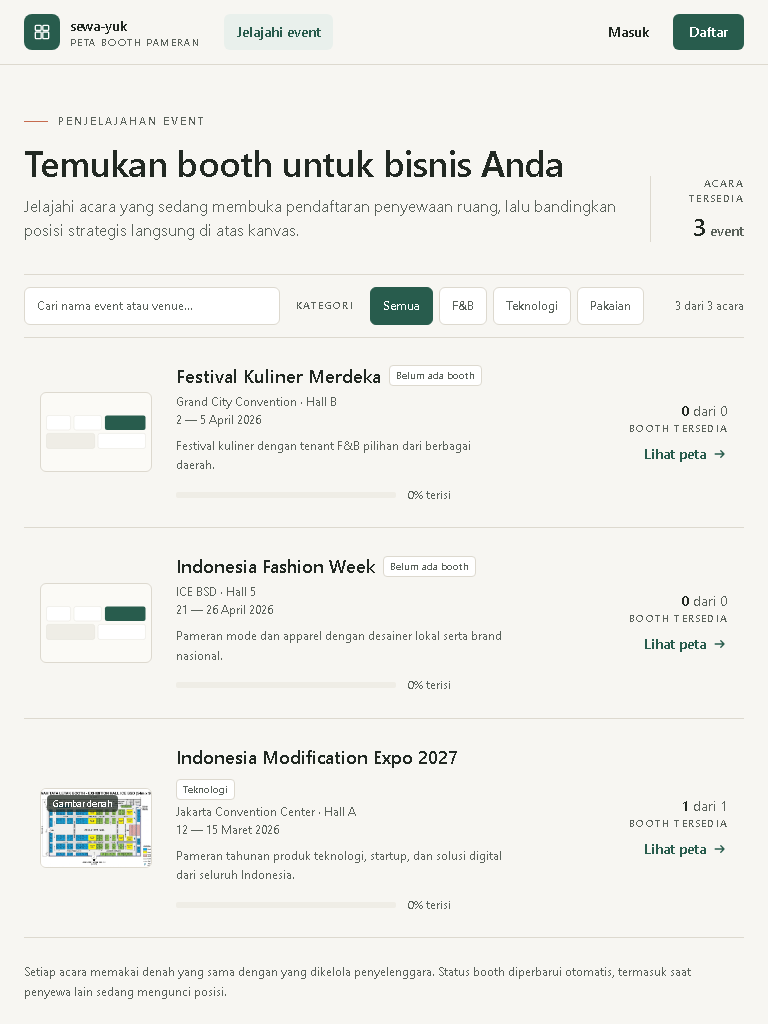 sewa-yuk
PETA BOOTH PAMERAN
Jelajahi event
Masuk
Daftar
PENJELAJAHAN EVENT
Temukan booth untuk bisnis Anda
Jelajahi acara yang sedang membuka pendaftaran penyewaan ruang, lalu bandingkan
posisi strategis langsung di atas kanvas.
ACARA
TERSEDIA
3 event
Cari nama event atau venue...
KATEGORI
Semua
F&B
Teknologi
Pakaian
3 dari 3 acara
Festival Kuliner Merdeka
Belum ada booth
Grand City Convention · Hall B
2 — 5 April 2026
Festival kuliner dengan tenant F&B pilihan dari berbagai
daerah.
0% terisi
0 dari 0
BOOTH TERSEDIA
Lihat peta →
Indonesia Fashion Week
Belum ada booth
ICE BSD · Hall 5
21 — 26 April 2026
Pameran mode dan apparel dengan desainer lokal serta brand
nasional.
0% terisi
0 dari 0
BOOTH TERSEDIA
Lihat peta →
Gambar denah
Indonesia Modification Expo 2027
Teknologi
Jakarta Convention Center · Hall A
12 — 15 Maret 2026
Pameran tahunan produk teknologi, startup, dan solusi digital
dari seluruh Indonesia.
0% terisi
1 dari 1
BOOTH TERSEDIA
Lihat peta →
Setiap acara memakai denah yang sama dengan yang dikelola penyelenggara. Status booth diperbarui otomatis, termasuk saat
penyewa lain sedang mengunci posisi.